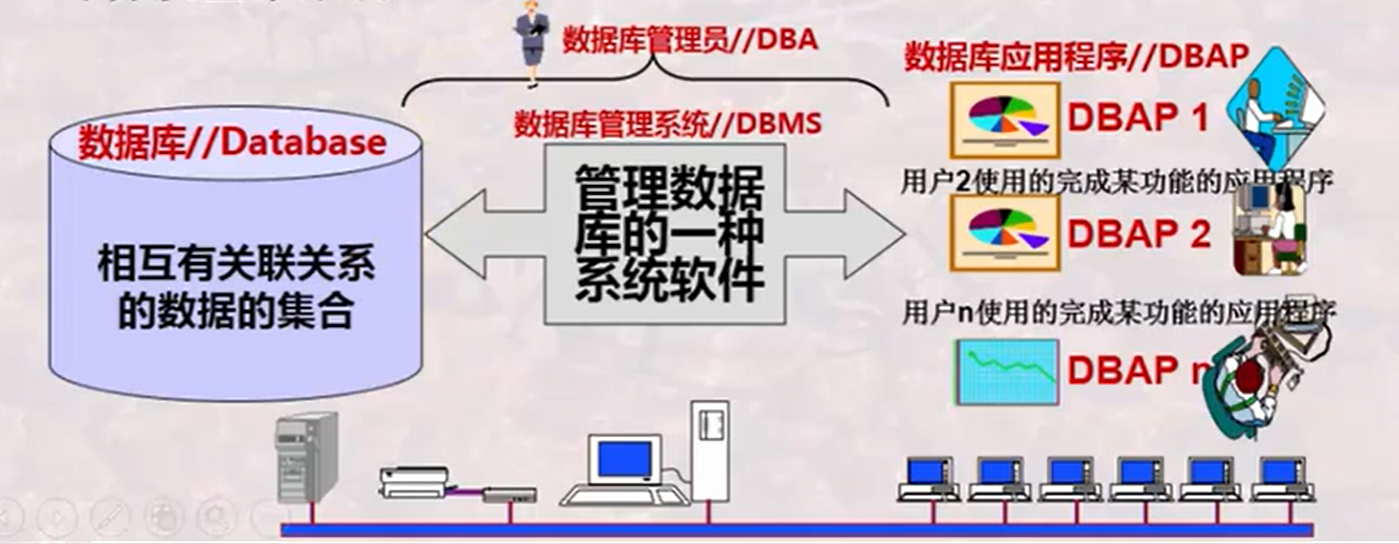 数据库管理员//DBA
数据库应用程序//DBAP
数据库管理系统//DBMS
数据库//Database
相互有关联关系
的数据的集合
管理数据
库的一种
系统软件
DBAP 1
用户2使用的完成某功能的应用程序
DBAP 2
用户n使用的完成某功能的应用程序
DBAP n